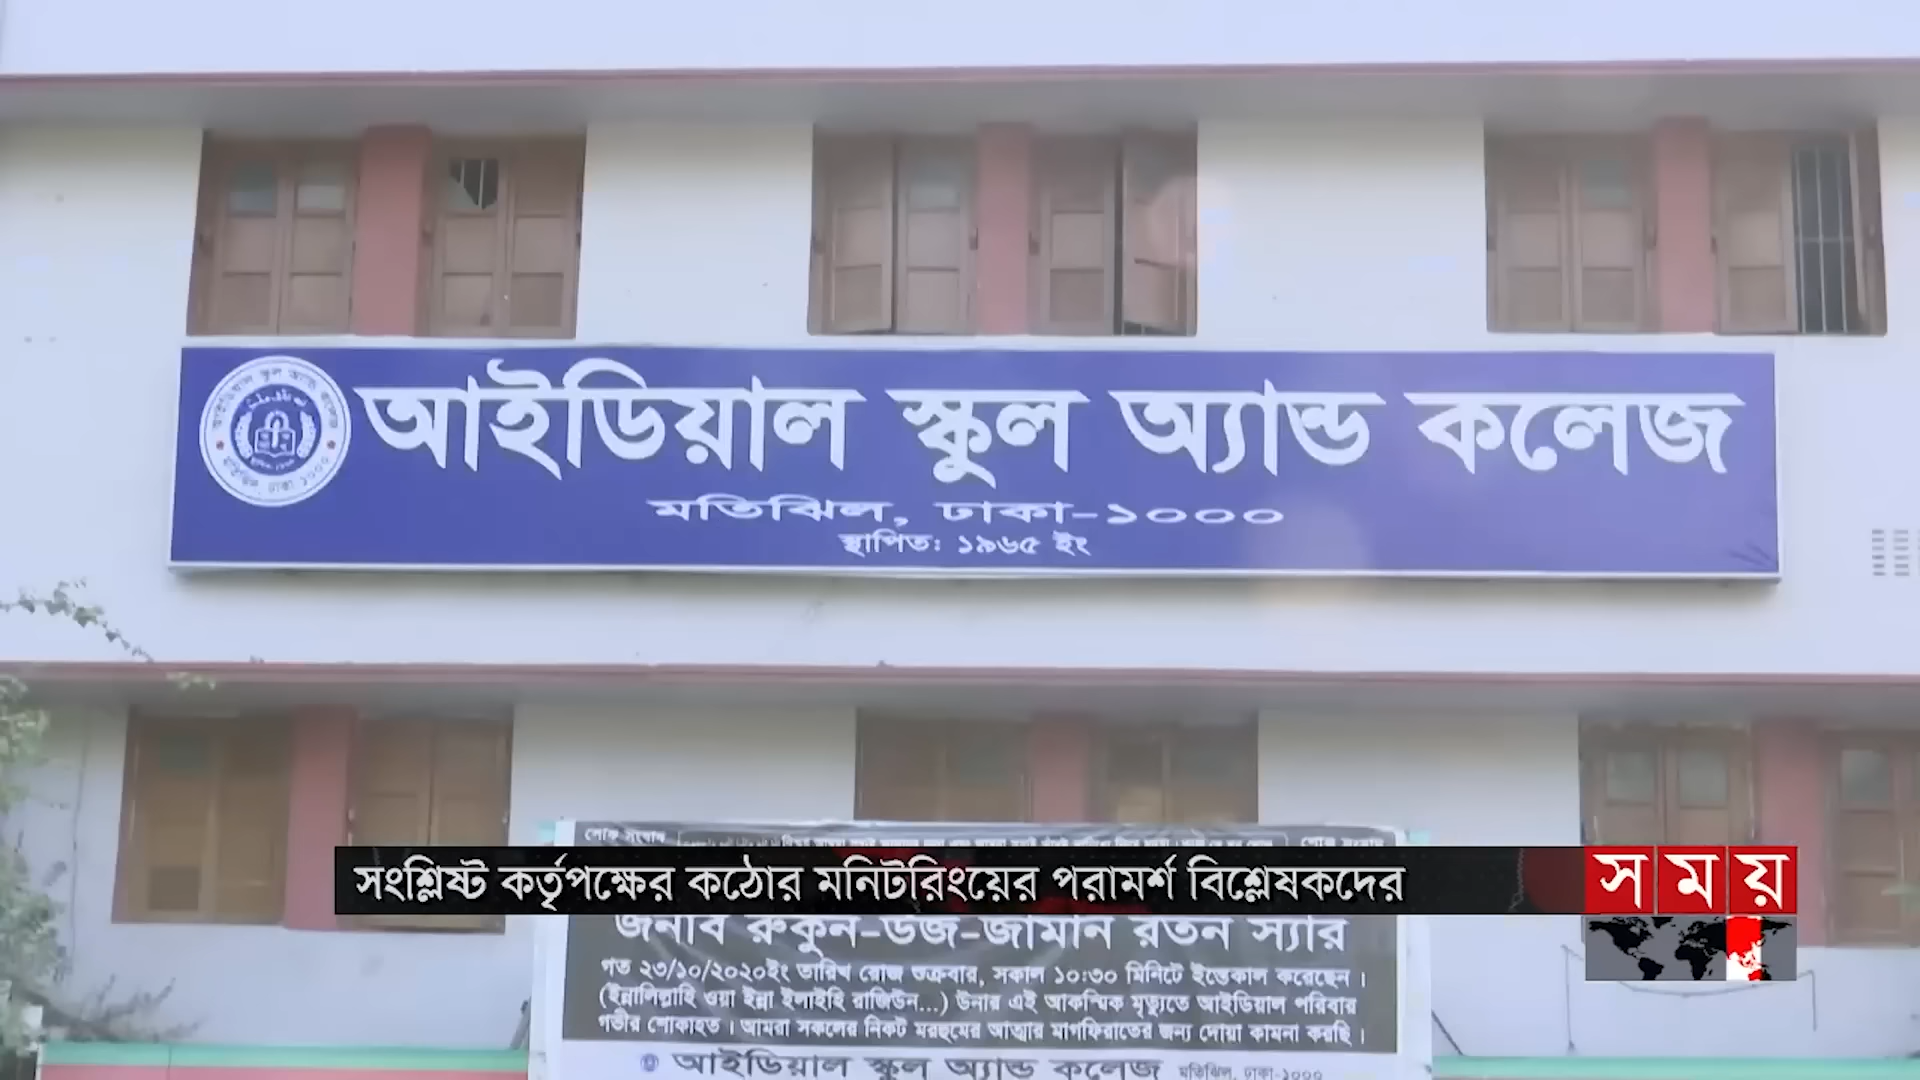 আইডিয়াল স্কুল অ্যান্ড কলেজ
মতিঝিল, ঢাকা-১০০০
স্থাপিত: ১৯৬৫ ইং
শোক সংবাদ
শোক সংবাদ
সংশ্লিষ্ট কর্তৃপক্ষের কঠোর মনিটরিংয়ের পরামর্শ বিশ্লেষকদের
সময়
জনাব রুকুন-উজ-জামান রতন স্যার
গত ২৩/১০/২০২০ইং তারিখ রোজ শুক্রবার, সকাল ১০:৩০ মিনিটে ইন্তেকাল করেছেন।
(ইন্নালিল্লাহি ওয়া ইন্না ইলাইহি রাজিউন...) উনার এই আকস্মিক মৃত্যুতে আইডিয়াল পরিবার
গভীর শোকাহত। আমরা সকলের নিকট মরহুমের আত্মার মাগফিরাতের জন্য দোয়া কামনা করছি।
আইডিয়াল স্কুল অ্যান্ড কলেজ মতিঝিল, ঢাকা-১০০০